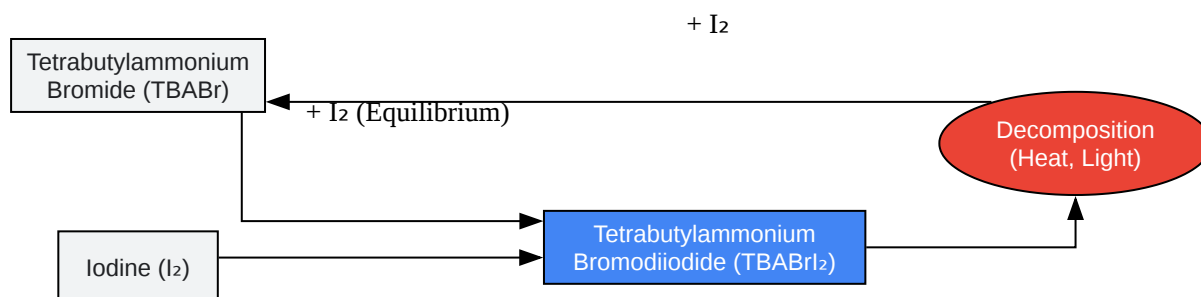 + I₂
Tetrabutylammonium
Bromide (TBABr)
+ I₂ (Equilibrium)
Decomposition
(Heat, Light)
Tetrabutylammonium
Bromodiiodide (TBABrI₂)
Iodine (I₂)